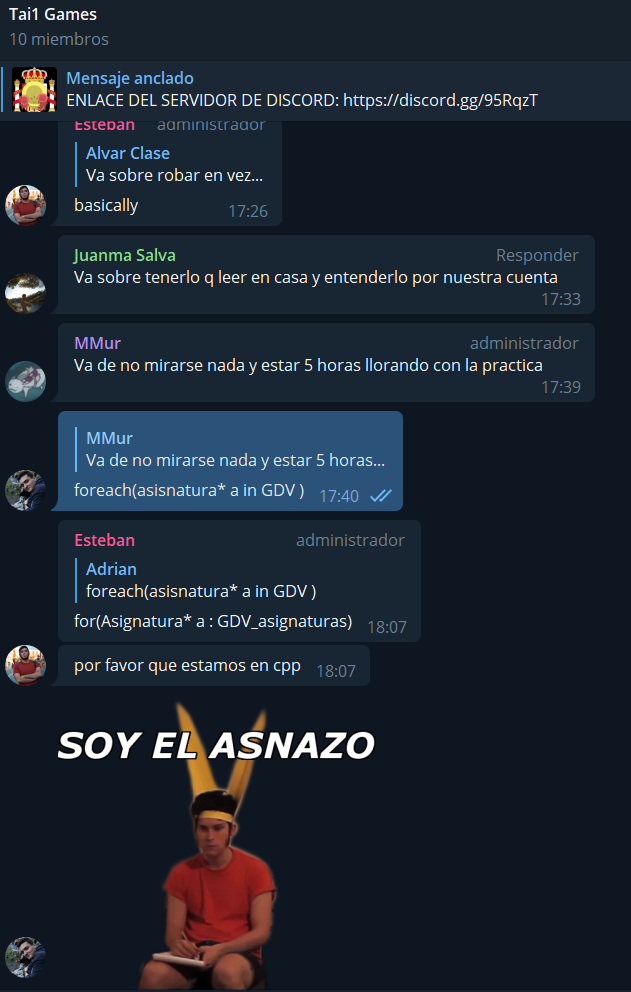 Tai1 Games
10 miembros
Mensaje anclado
ENLACE DEL SERVIDOR DE DISCORD: https://discord.gg/95RqzT
Esteban administrador
Alvar Clase
Va sobre robar en vez...
basically 17:26
Juanma Salva Responder
Va sobre tenerlo q leer en casa y entenderlo por nuestra cuenta
17:33
MMur administrador
Va de no mirarse nada y estar 5 horas llorando con la practica
17:39
MMur
Va de no mirarse nada y estar 5 horas...
foreach(asisnatura* a in GDV ) 17:40
Esteban administrador
Adrian
foreach(asisnatura* a in GDV )
for(Asignatura* a : GDV_asignaturas) 18:07
por favor que estamos en cpp 18:07
SOY EL ASNAZO